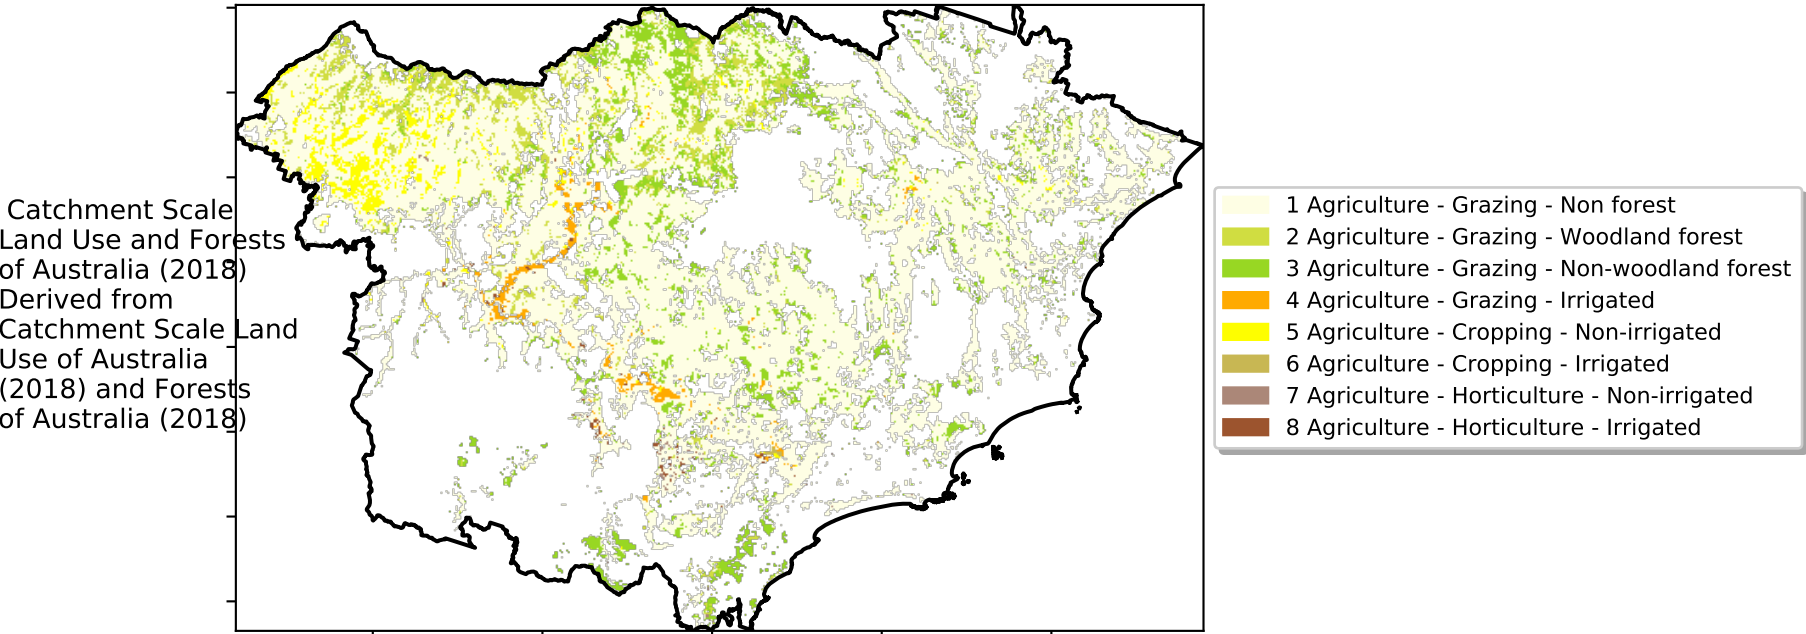 Catchment Scale
Land Use and Forests
of Australia (2018)
Derived from
Catchment Scale Land
Use of Australia
(2018) and Forests
of Australia (2018)
1 Agriculture - Grazing - Non forest
2 Agriculture - Grazing - Woodland forest
3 Agriculture - Grazing - Non-woodland forest
4 Agriculture - Grazing - Irrigated
5 Agriculture - Cropping - Non-irrigated
6 Agriculture - Cropping - Irrigated
7 Agriculture - Horticulture - Non-irrigated
8 Agriculture - Horticulture - Irrigated